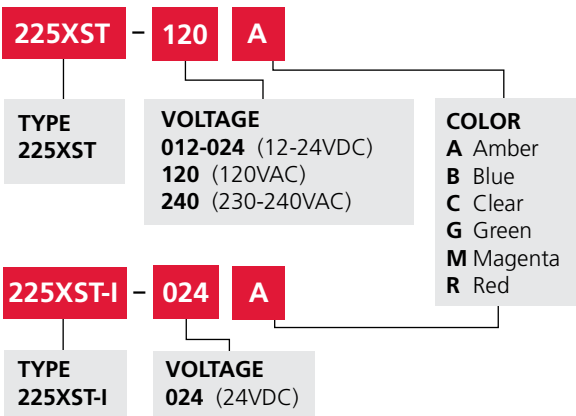 225XST – 120 A
TYPE
225XST
VOLTAGE
012-024 (12-24VDC)
120 (120VAC)
240 (230-240VAC)
COLOR
A Amber
B Blue
C Clear
G Green
M Magenta
R Red
225XST-I – 024 A
TYPE
225XST-I
VOLTAGE
024 (24VDC)